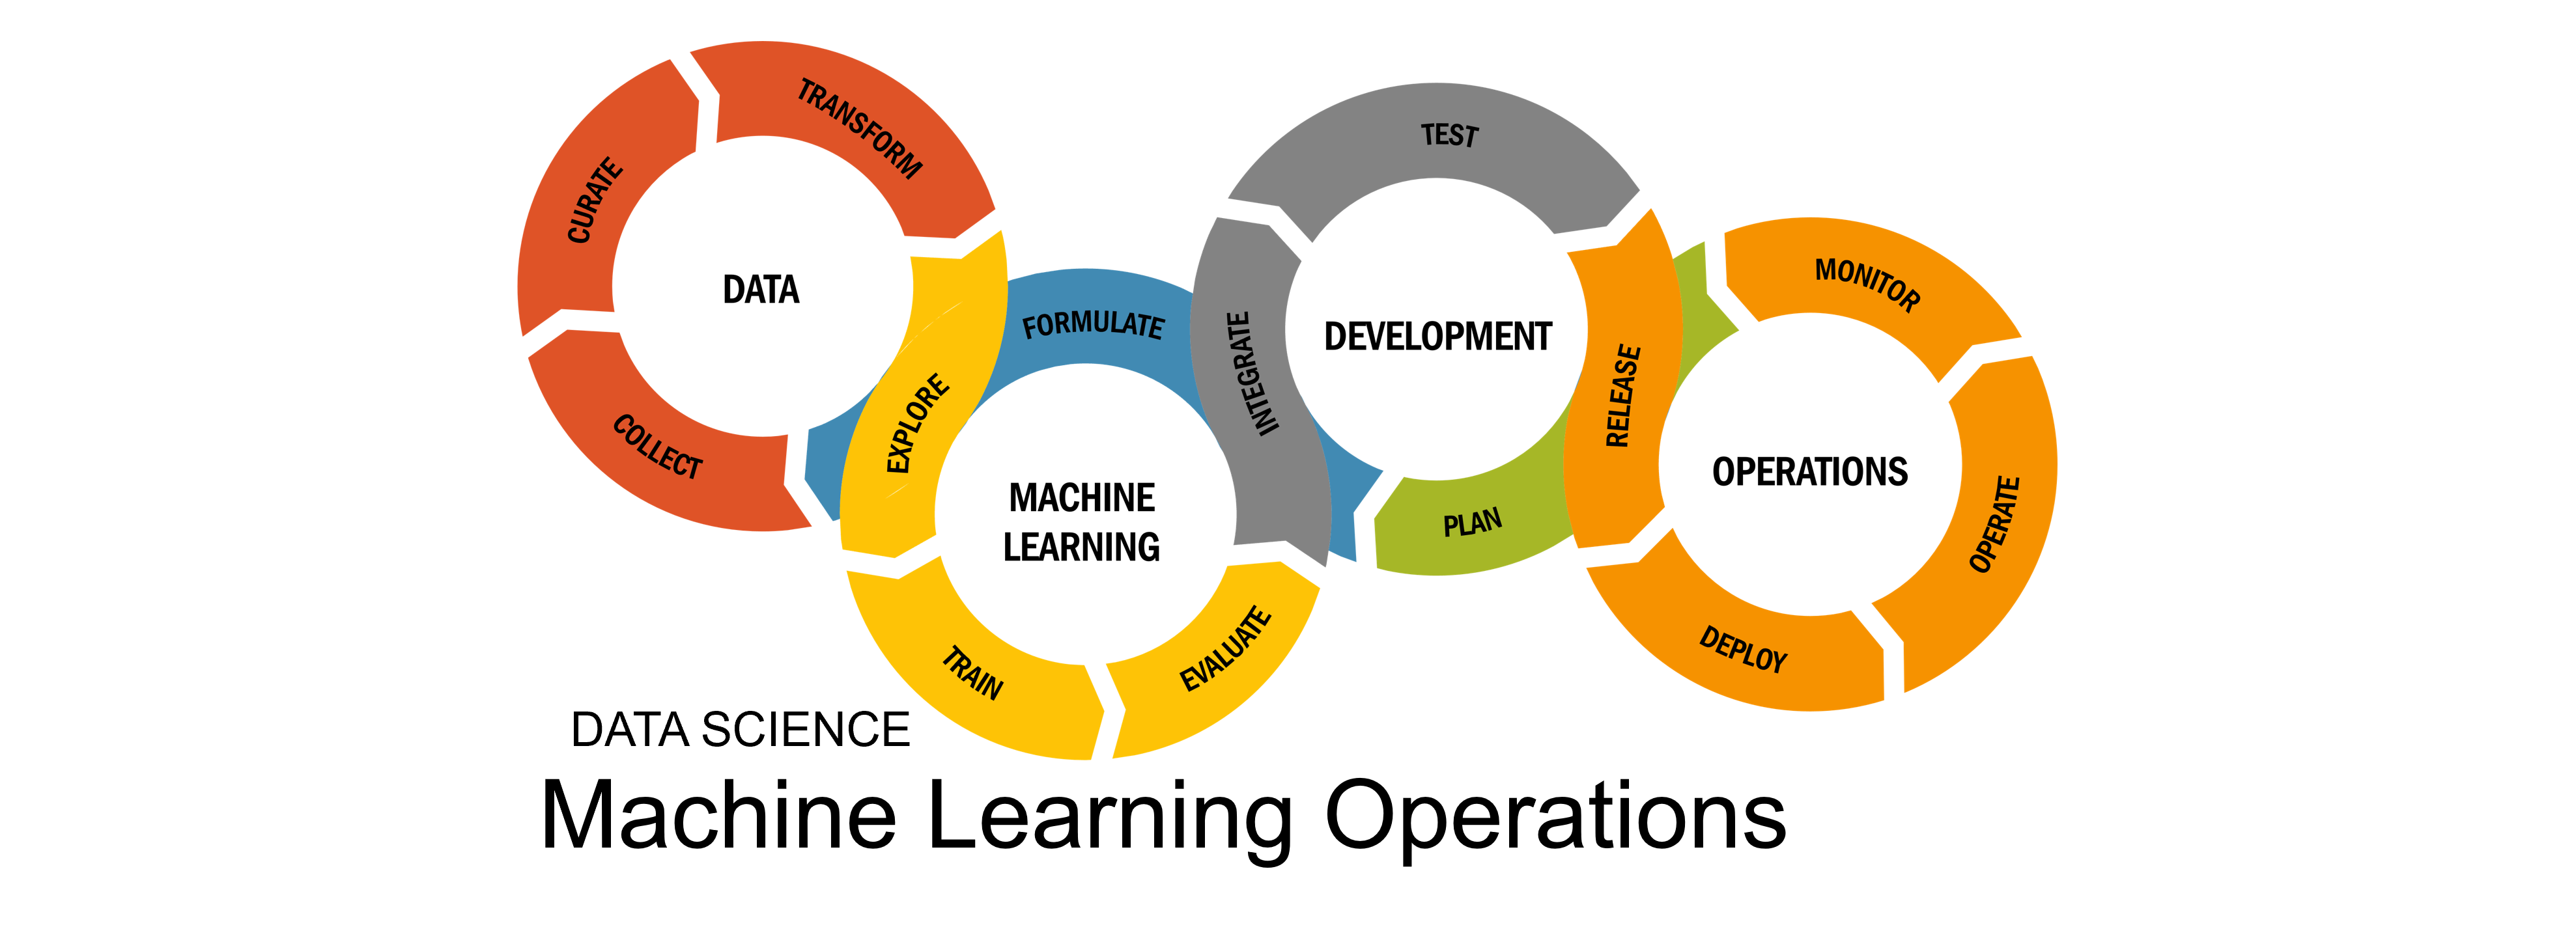 TRANSFORM
CURATE
COLLECT
DATA
EXPLORE
FORMULATE
MACHINE
LEARNING
TRAIN
EVALUATE
INTEGRATE
TEST
DEVELOPMENT
PLAN
RELEASE
MONITOR
OPERATIONS
OPERATE
DEPLOY
DATA SCIENCE
Machine Learning Operations